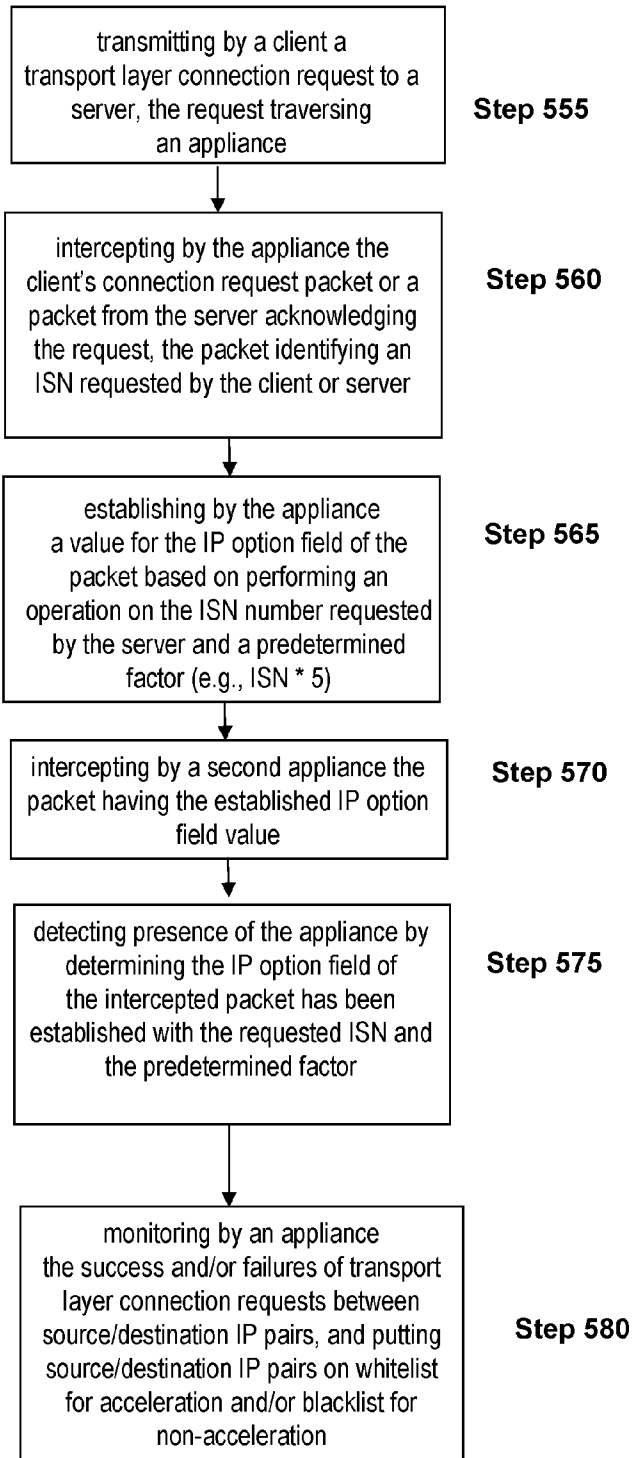 transmitting by a client a
transport layer connection request to a
server, the request traversing
an appliance
Step 555
intercepting by the appliance the
client's connection request packet or a
packet from the server acknowledging
the request, the packet identifying an
ISN requested by the client or server
Step 560
establishing by the appliance
a value for the IP option field of the
packet based on performing an
operation on the ISN number requested
by the server and a predetermined
factor (e.g., ISN * 5)
Step 565
intercepting by a second appliance the
packet having the established IP option
field value
Step 570
detecting presence of the appliance by
determining the IP option field of
the intercepted packet has been
established with the requested ISN and
the predetermined factor
Step 575
monitoring by an appliance
the success and/or failures of transport
layer connection requests between
source/destination IP pairs, and putting
source/destination IP pairs on whitelist
for acceleration and/or blacklist for
non-acceleration
Step 580